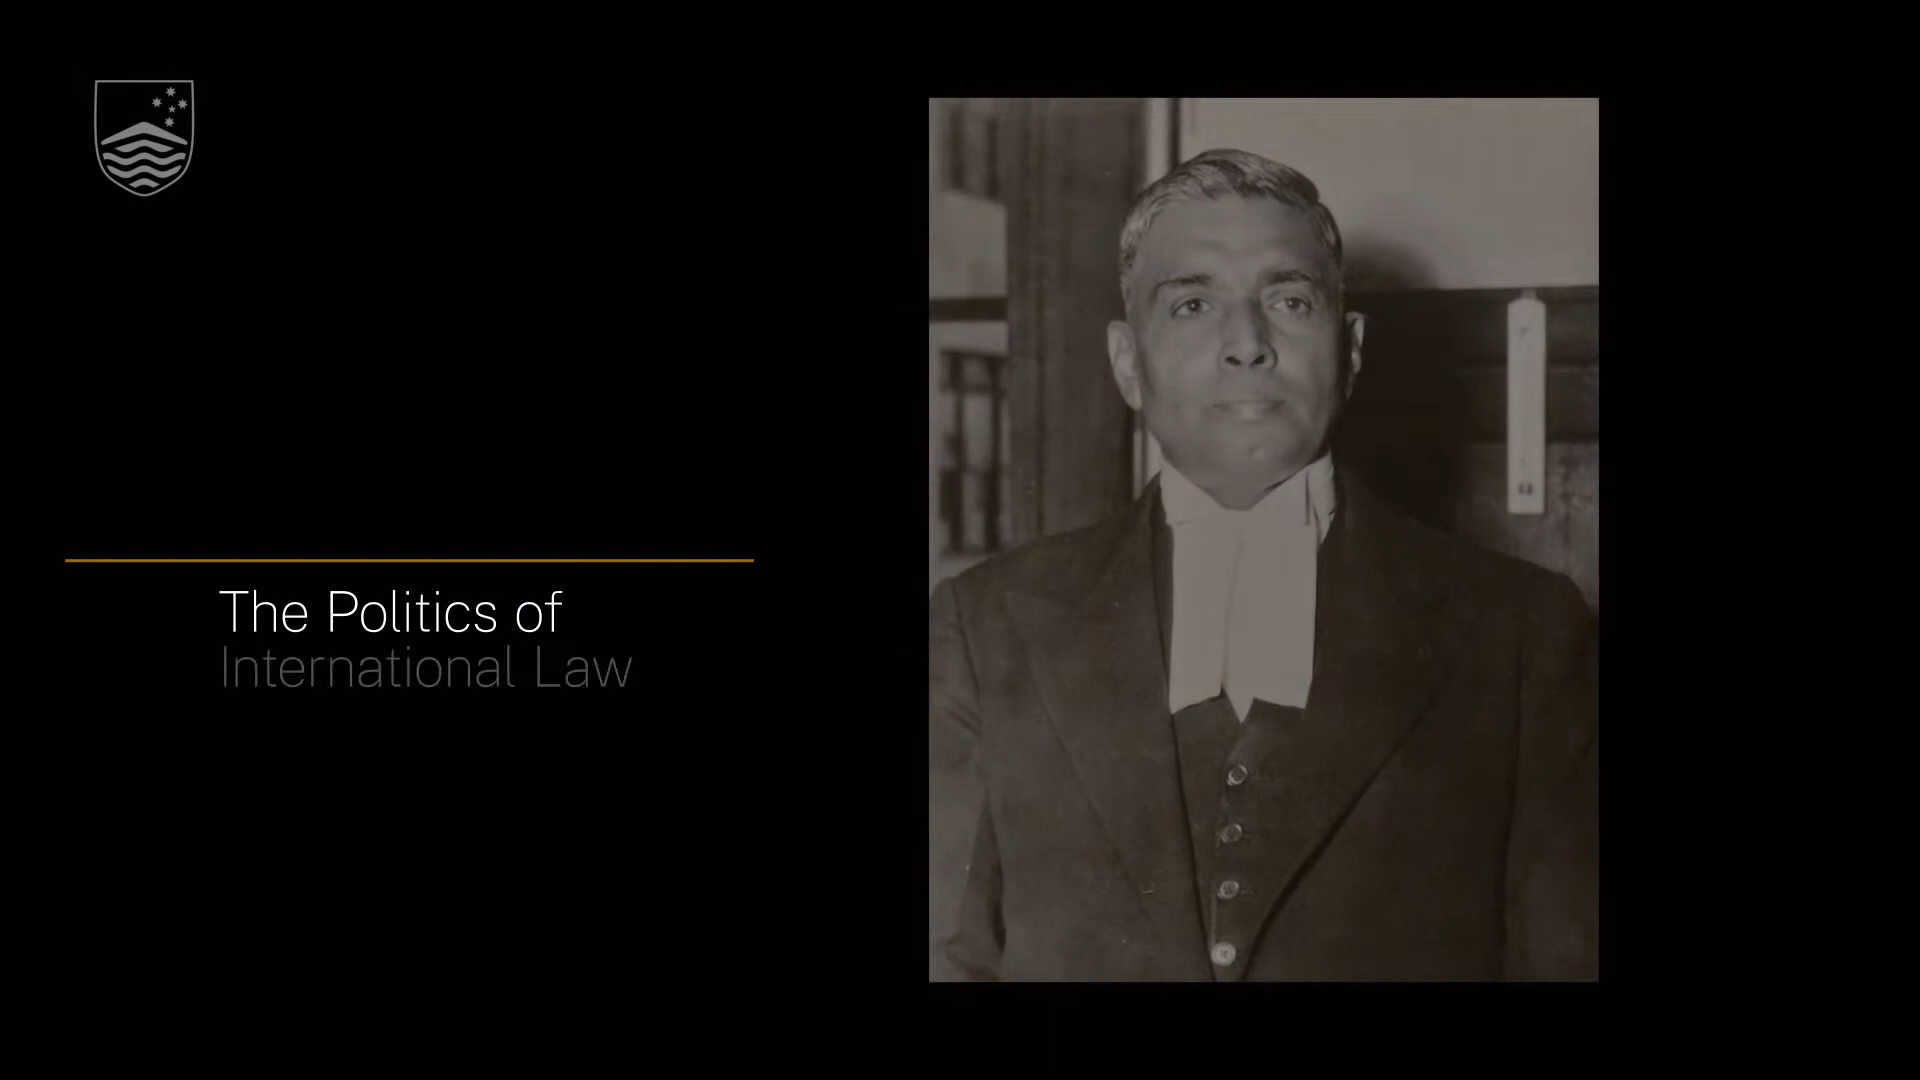 The Politics of
International Law